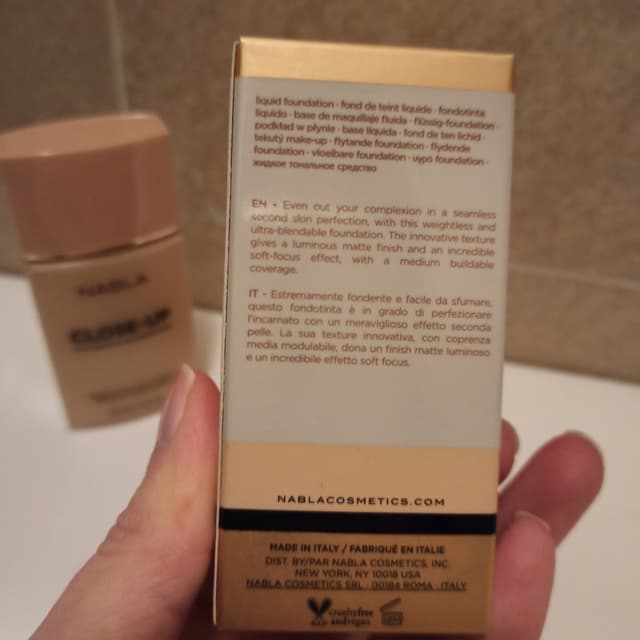 liquid foundation · fond de teint liquide · fondotinta
liquido · base de maquillaje fluida · flüssig-foundation ·
podkład w płynie · base líquida · fond de ten lichid ·
tekutý make-up · flytande foundation · flydende
foundation · vloeibare foundation · υγρό foundation ·
жидкое тональное средство
EN - Even out your complexion in a seamless
second skin perfection, with this weightless and
ultra-blendable foundation. The innovative texture
gives a luminous matte finish and an incredible
soft-focus effect, with a medium buildable
coverage.
IT - Estremamente fondente e facile da sfumare,
questo fondotinta è in grado di perfezionare
l'incarnato con un meraviglioso effetto seconda
pelle. La sua texture innovativa, con coprenza
media modulabile, dona un finish matte luminoso
e un incredibile effetto soft focus.
NABLACOSMETICS.COM
MADE IN ITALY / FABRIQUÉ EN ITALIE
DIST. BY/PAR NABLA COSMETICS, INC.
NEW YORK, NY 10018 USA
NABLA COSMETICS SRL · 00184 ROMA · ITALY
crueltyfree
andvegan
12M
NABLA
CLOSE-UP